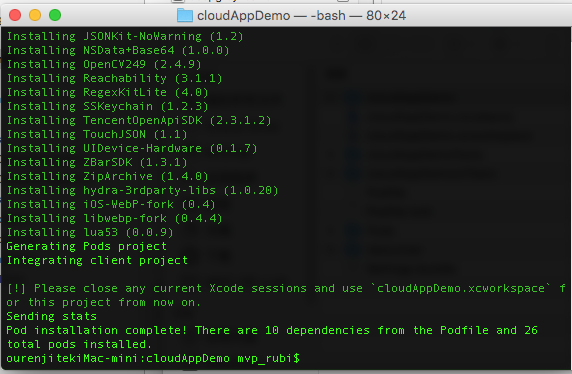 cloudAppDemo — -bash — 80×24
Installing JSONKit-NoWarning (1.2)
Installing NSData+Base64 (1.0.0)
Installing OpenCV249 (2.4.9)
Installing Reachability (3.1.1)
Installing RegexKitLite (4.0)
Installing SSKeychain (1.2.3)
Installing TencentOpenApiSDK (2.3.1.2)
Installing TouchJSON (1.1)
Installing UIDevice-Hardware (0.1.7)
Installing ZBarSDK (1.3.1)
Installing ZipArchive (1.4.0)
Installing hydra-3rdparty-libs (1.0.20)
Installing iOS-WebP-fork (0.4)
Installing libwebp-fork (0.4.4)
Installing lua53 (0.0.9)
Generating Pods project
Integrating client project
[!] Please close any current Xcode sessions and use `cloudAppDemo.xcworkspace` f
or this project from now on.
Sending stats
Pod installation complete! There are 10 dependencies from the Podfile and 26
total pods installed.
ourenjitekiMac-mini:cloudAppDemo mvp_rubi$